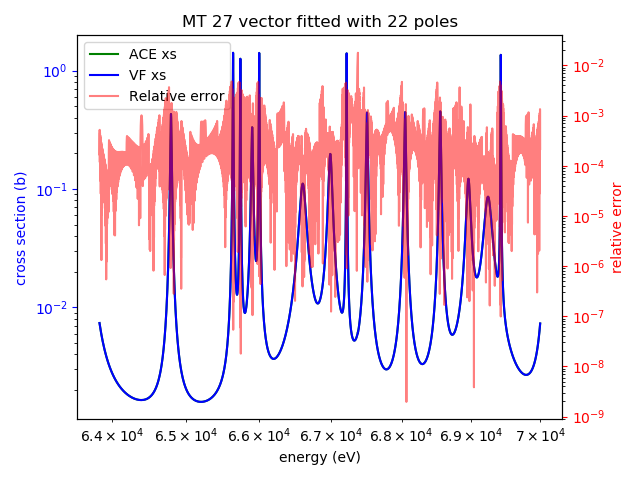 MT 27 vector fitted with 22 poles
ACE xs
VF xs
Relative error
10⁰
10⁻¹
10⁻²
cross section (b)
10⁻²
10⁻³
10⁻⁴
10⁻⁵
10⁻⁶
10⁻⁷
10⁻⁸
10⁻⁹
relative error
6.4 × 10⁴ 6.5 × 10⁴ 6.6 × 10⁴ 6.7 × 10⁴ 6.8 × 10⁴ 6.9 × 10⁴ 7 × 10⁴
energy (eV)